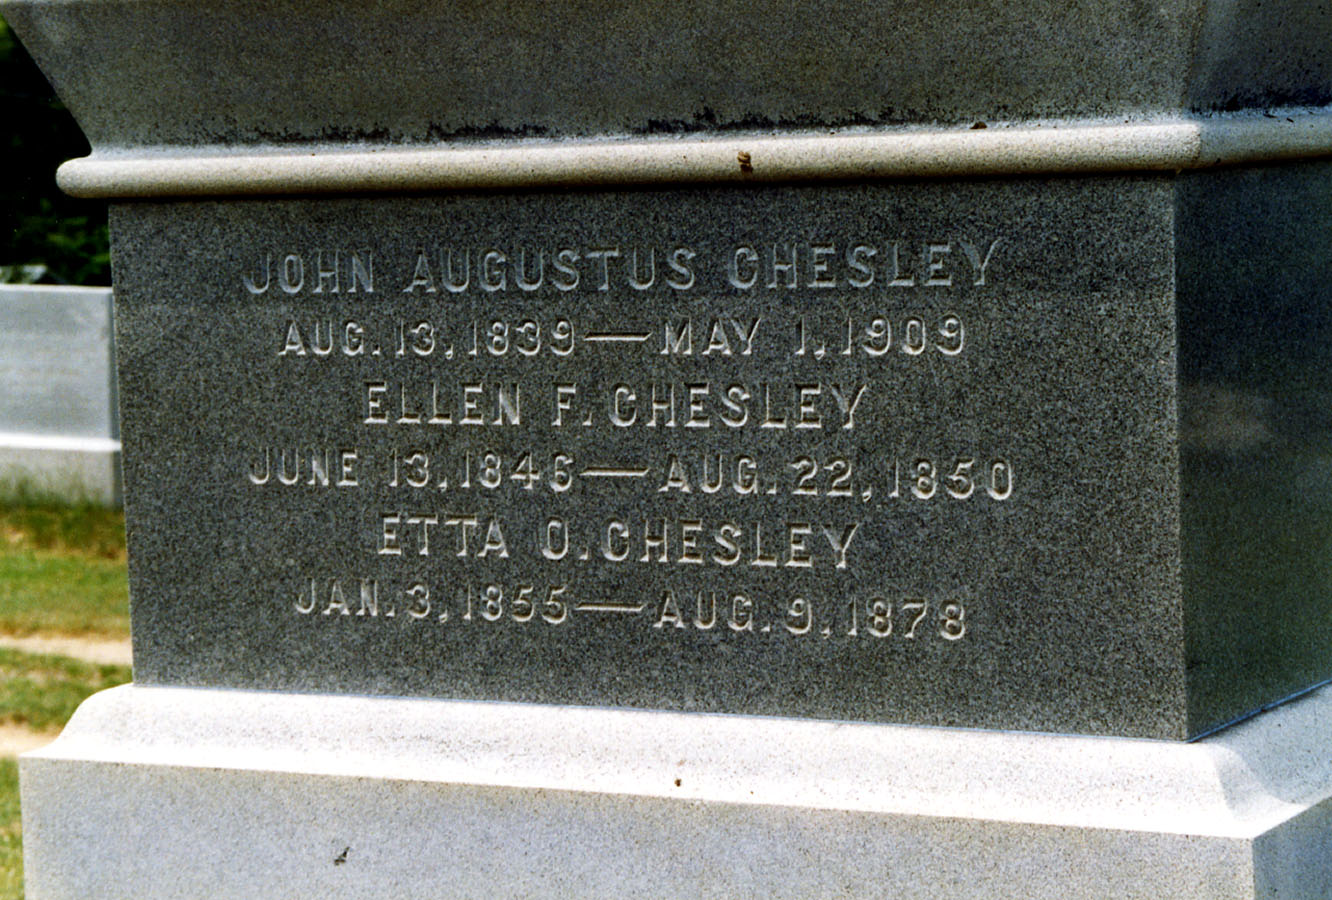 JOHN AUGUSTUS CHESLEY
AUG. 13, 1839—MAY 1, 1909
ELLEN F. CHESLEY
JUNE 13, 1846—AUG. 22, 1850
ETTA O. CHESLEY
JAN. 3, 1855—AUG. 9, 1878